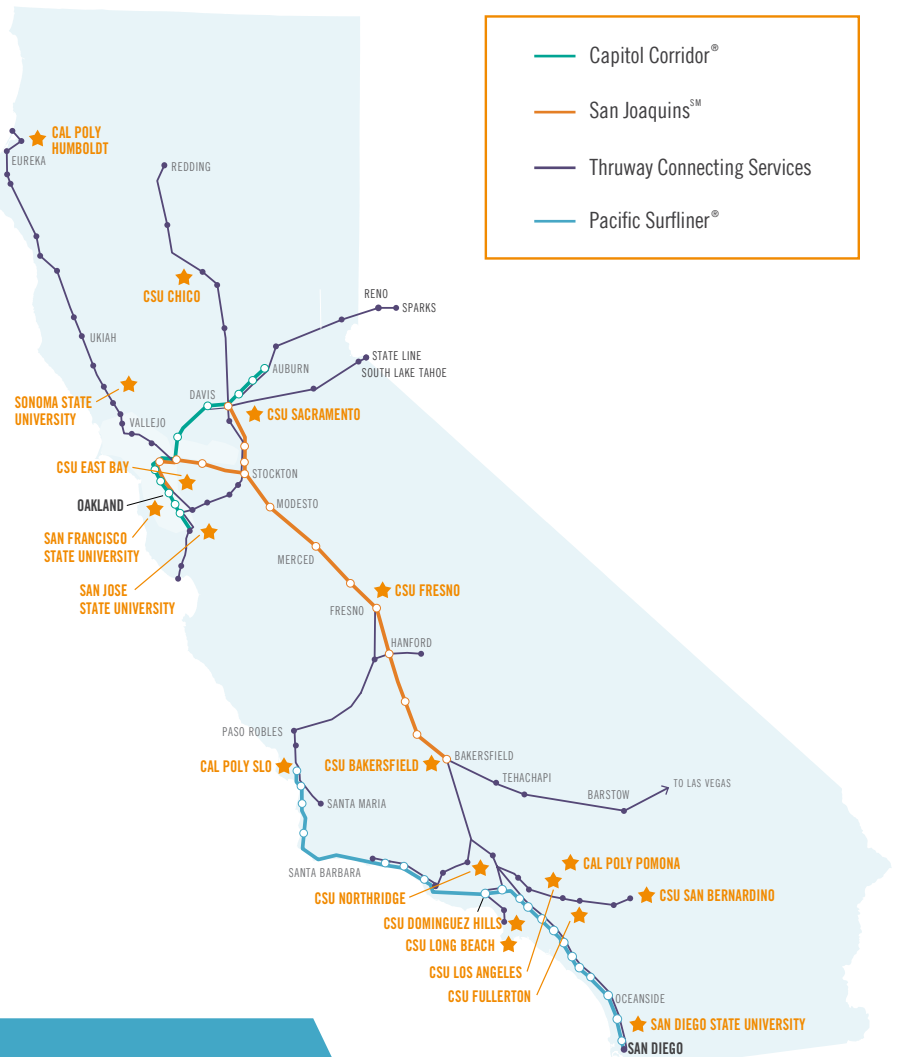 Capitol Corridor®
San Joaquins℠
Thruway Connecting Services
Pacific Surfliner®
CAL POLY
HUMBOLDT
EUREKA
REDDING
CSU CHICO
RENO
SPARKS
UKIAH
STATE LINE
SOUTH LAKE TAHOE
AUBURN
DAVIS
SONOMA STATE
UNIVERSITY
CSU SACRAMENTO
VALLEJO
CSU EAST BAY
STOCKTON
OAKLAND
MODESTO
SAN FRANCISCO
STATE UNIVERSITY
MERCED
SAN JOSE
STATE UNIVERSITY
CSU FRESNO
FRESNO
HANFORD
PASO ROBLES
BAKERSFIELD
CAL POLY SLO
CSU BAKERSFIELD
TEHACHAPI
TO LAS VEGAS
BARSTOW
SANTA MARIA
SANTA BARBARA
CAL POLY POMONA
CSU NORTHRIDGE
CSU SAN BERNARDINO
CSU DOMINGUEZ HILLS
CSU LONG BEACH
CSU LOS ANGELES
CSU FULLERTON
OCEANSIDE
SAN DIEGO STATE UNIVERSITY
SAN DIEGO